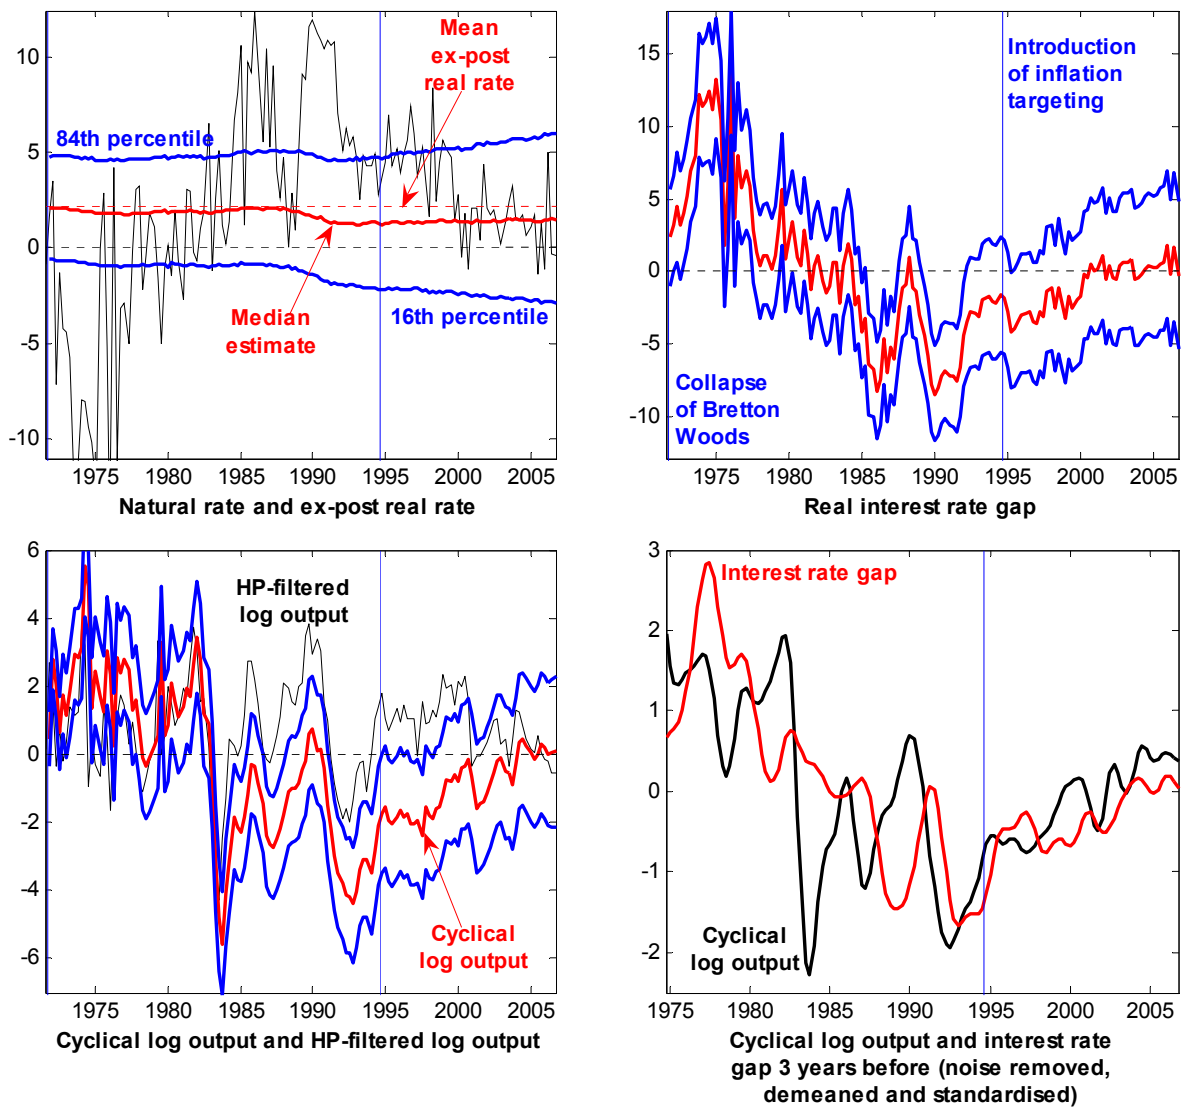 10
5
0
-5
-10
Mean
ex-post
real rate
84th percentile
Median
estimate
16th percentile
1975 1980 1985 1990 1995 2000 2005
Natural rate and ex-post real rate
15
10
5
0
-5
-10
Introduction
of inflation
targeting
Collapse
of Bretton
Woods
1975 1980 1985 1990 1995 2000 2005
Real interest rate gap
6
4
2
0
-2
-4
-6
HP-filtered
log output
Cyclical
log output
1975 1980 1985 1990 1995 2000 2005
Cyclical log output and HP-filtered log output
3
2
1
0
-1
-2
Interest rate gap
Cyclical
log output
1975 1980 1985 1990 1995 2000 2005
Cyclical log output and interest rate
gap 3 years before (noise removed,
demeaned and standardised)